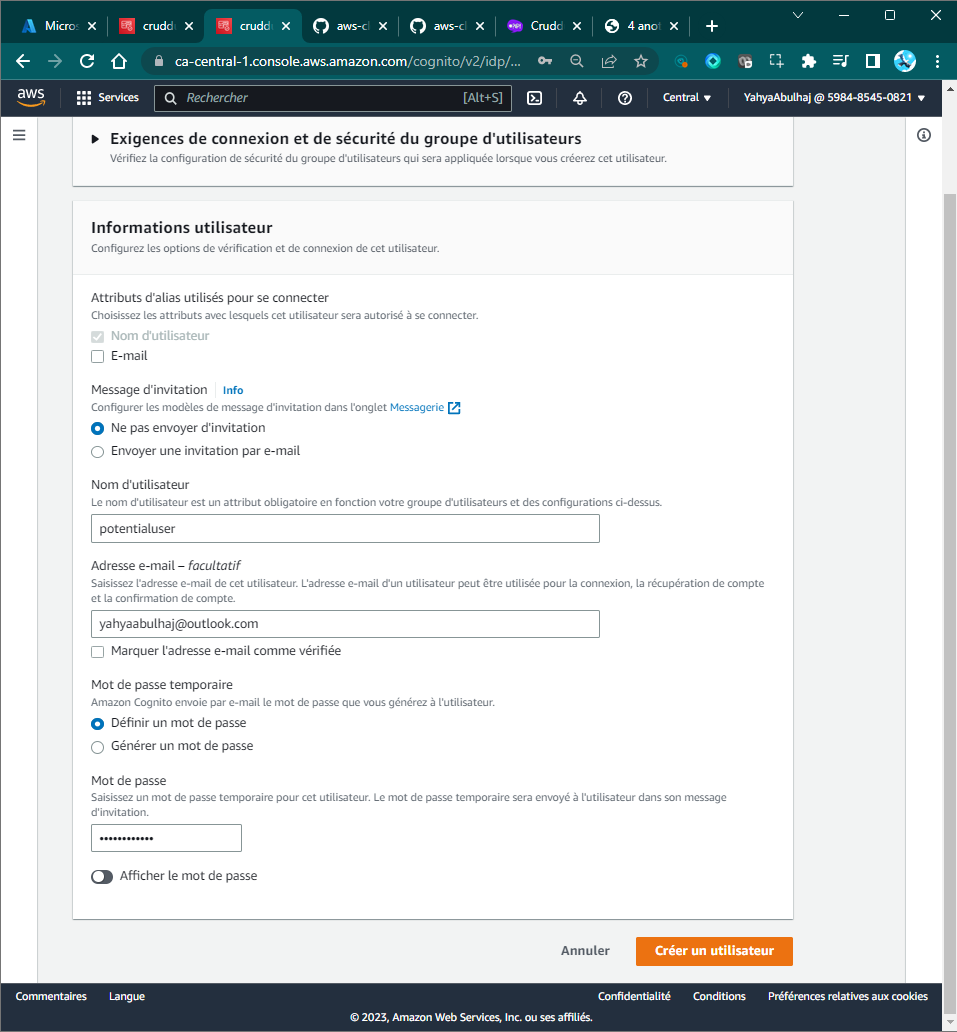 Micros
crudd
crudd
aws-cl
aws-cl
Crudd
4 anot
ca-central-1.console.aws.amazon.com/cognito/v2/idp/...
aws
Services
Rechercher
[Alt+S]
Central
YahyaAbulhaj @ 5984-8545-0821
Exigences de connexion et de sécurité du groupe d'utilisateurs
Vérifiez la configuration de sécurité du groupe d'utilisateurs qui sera appliquée lorsque vous créerez cet utilisateur.
Informations utilisateur
Configurez les options de vérification et de connexion de cet utilisateur.
Attributs d'alias utilisés pour se connecter
Choisissez les attributs avec lesquels cet utilisateur sera autorisé à se connecter.
Nom d'utilisateur
E-mail
Message d'invitation Info
Configurer les modèles de message d'invitation dans l'onglet Messagerie
Ne pas envoyer d'invitation
Envoyer une invitation par e-mail
Nom d'utilisateur
Le nom d'utilisateur est un attribut obligatoire en fonction votre groupe d'utilisateurs et des configurations ci-dessus.
potentialuser
Adresse e-mail – facultatif
Saisissez l'adresse e-mail de cet utilisateur. L'adresse e-mail d'un utilisateur peut être utilisée pour la connexion, la récupération de compte
et la confirmation de compte.
yahyaabulhaj@outlook.com
Marquer l'adresse e-mail comme vérifiée
Mot de passe temporaire
Amazon Cognito envoie par e-mail le mot de passe que vous générez à l'utilisateur.
Définir un mot de passe
Générer un mot de passe
Mot de passe
Saisissez un mot de passe temporaire pour cet utilisateur. Le mot de passe temporaire sera envoyé à l'utilisateur dans son message
d'invitation.
••••••••••••
Afficher le mot de passe
Annuler
Créer un utilisateur
Commentaires
Langue
Confidentialité
Conditions
Préférences relatives aux cookies
© 2023, Amazon Web Services, Inc. ou ses affiliés.